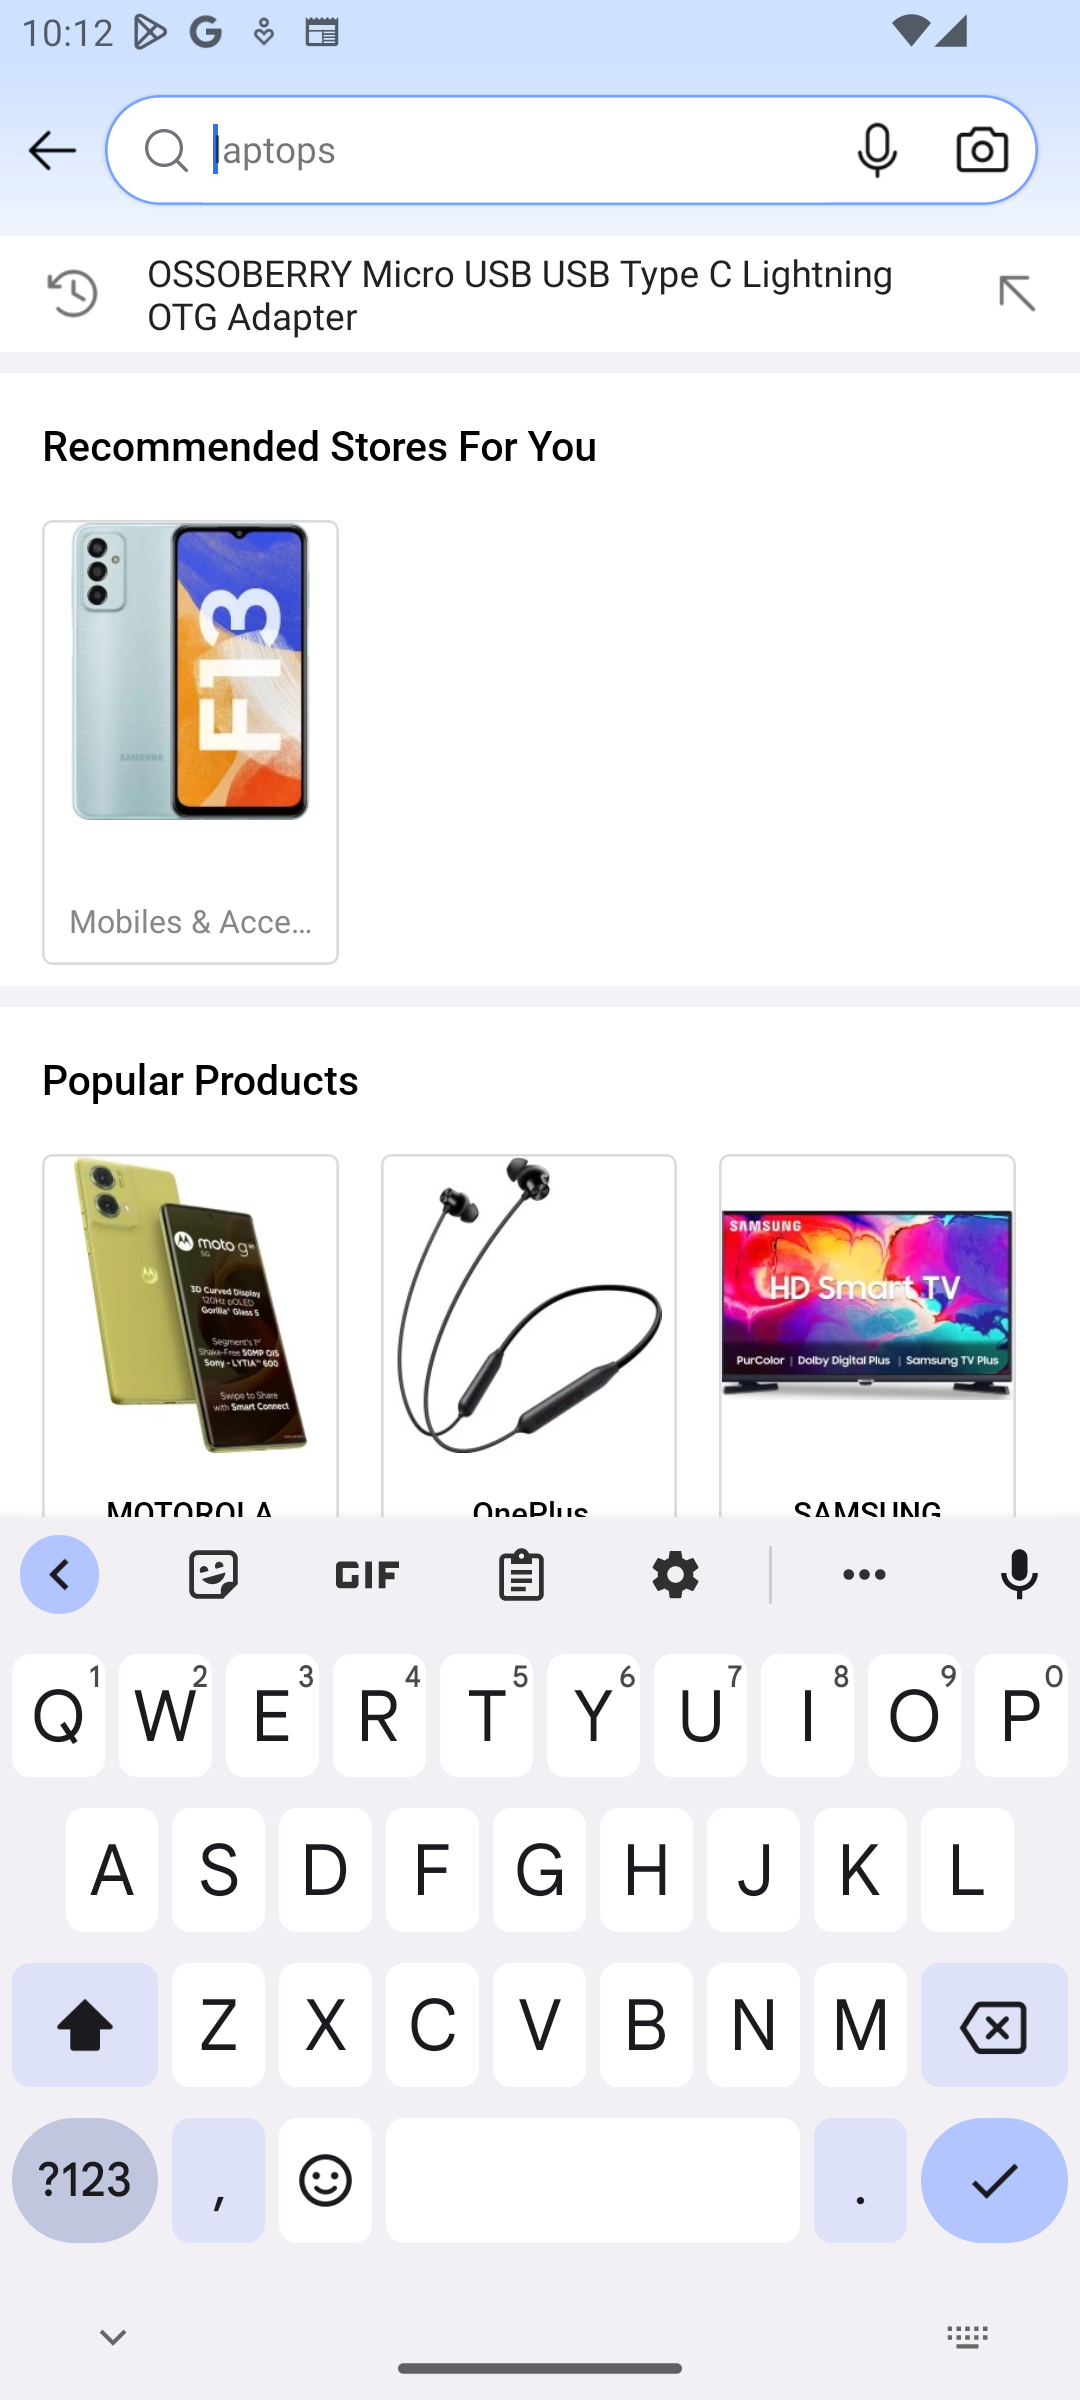 10:12
laptops
OSSOBERRY Micro USB USB Type C Lightning
OTG Adapter
Recommended Stores For You
F13
SAMSUNG
Mobiles & Acce...
Popular Products
moto g
5G
3D Curved Display
120Hz pOLED
Gorilla Glass 5
Segment's 1st
Shake-Free 50MP OIS
Sony - LYTIA™ 600
Swipe to Share
with Smart Connect
SAMSUNG
HD Smart TV
PurColor | Dolby Digital Plus | Samsung TV Plus
MOTOROLA
OnePlus
SAMSUNG
GIF
Q 1 W 2 E 3 R 4 T 5 Y 6 U 7 I 8 O 9 P 0
A S D F G H J K L
Z X C V B N M
?123 , .